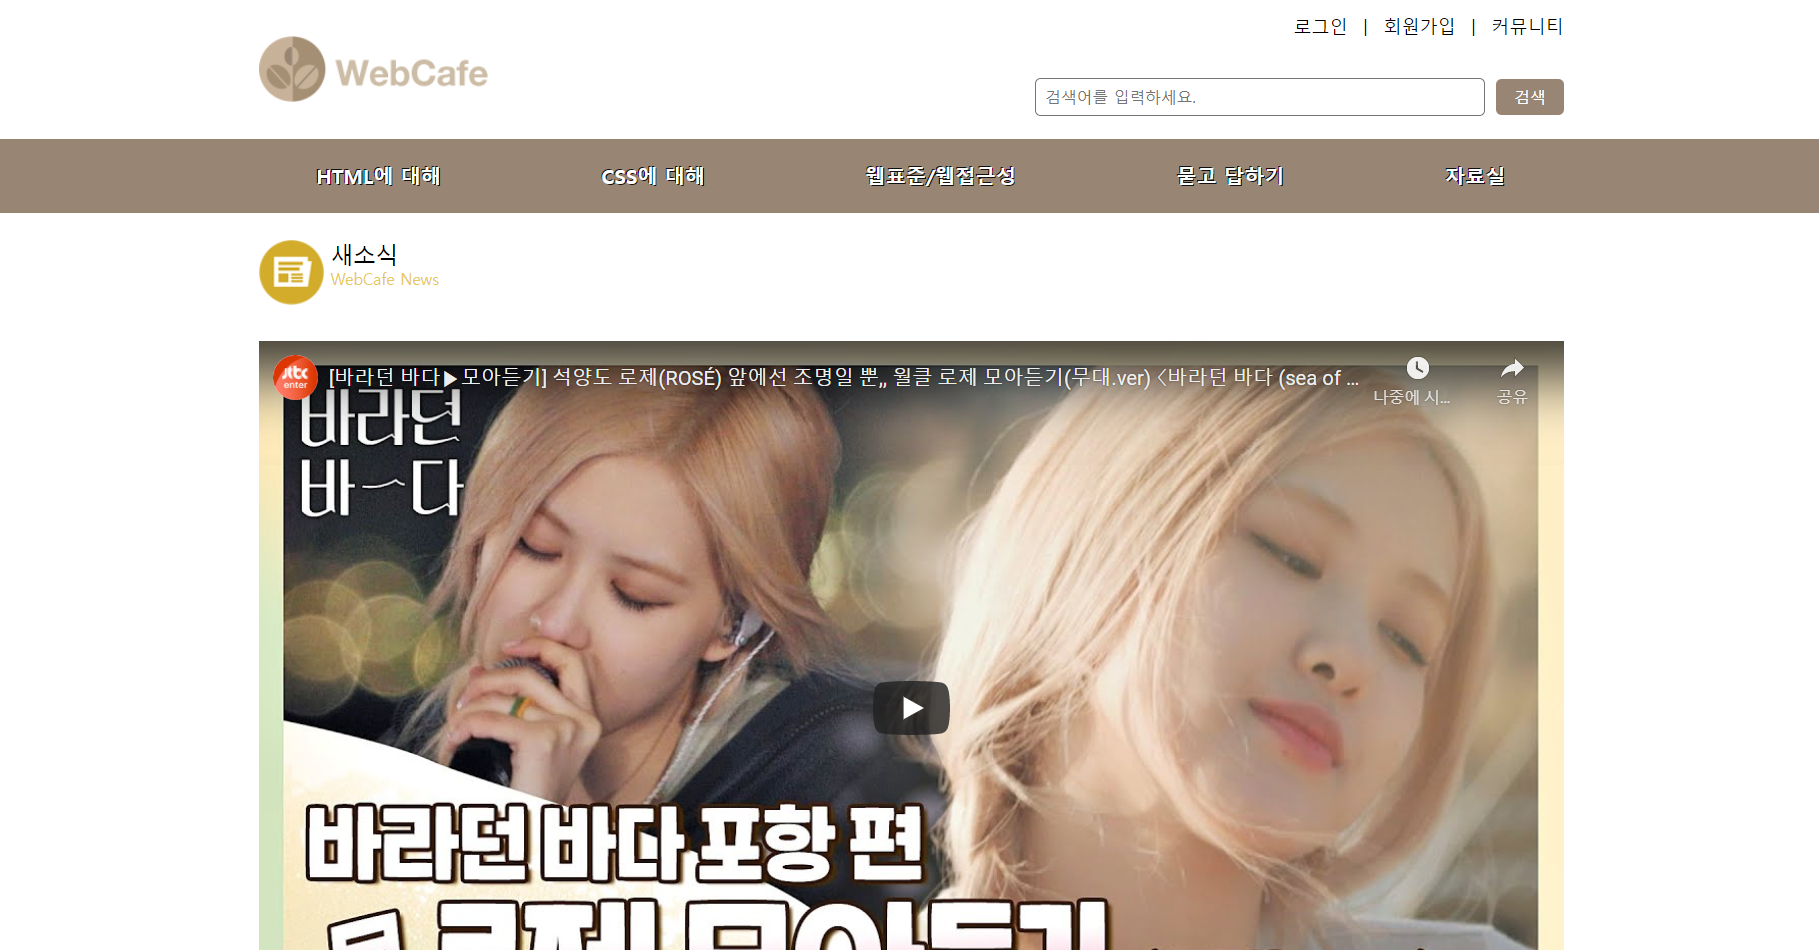 로그인 | 회원가입 | 커뮤니티
WebCafe
검색어를 입력하세요.
검색
HTML에 대해 CSS에 대해 웹표준/웹접근성 묻고 답하기 자료실
새소식
WebCafe News
jtbc
enter
[바라던 바다▶모아듣기] 석양도 로제(ROSÉ) 앞에선 조명일 뿐,, 월클 로제 모아듣기(무대.ver)〈바라던 바다 (sea of ...
나중에 시...
공유
바라던
바다
바라던 바다 포항 편
로제 모아듣기